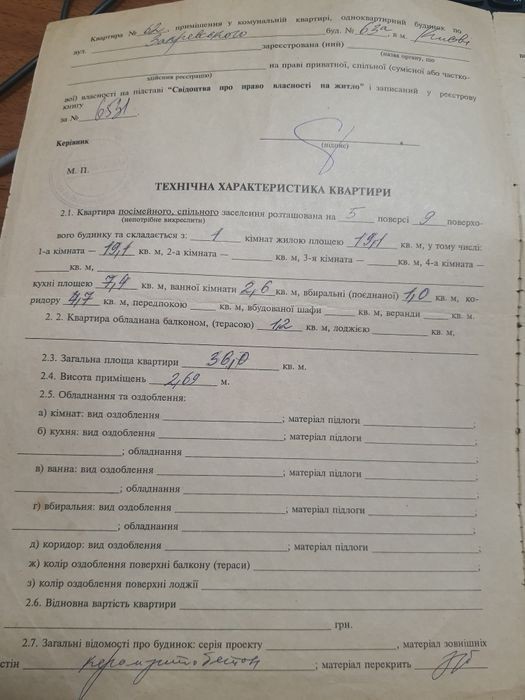 Квартира № 62, приміщення у комунальній квартирі, одноквартирний будинок по
вул. Закревского буд. № 63а, в м. Києві
зареєстрована (ний)
(назва органу, що
здійснив реєстрацію) на праві приватної, спільної (сумісної або частко-
вої) власності на підставі "Свідоцтва про право власності на житло" і записаний у реєстрову
книгу
за №
Керівник
(підпис)
М. П.
ТЕХНІЧНА ХАРАКТЕРИСТИКА КВАРТИРИ
2.1. Квартира посімейного, спільного заселення розташована на 5 поверсі 9 поверхо-
(непотрібне викреслити)
вого будинку та складається з: 1 кімнат жилою площею 19,1 кв. м, у тому числі:
1-а кімната — 19,1 кв. м, 2-а кімната — кв. м, 3-я кімната — кв. м, 4-а кімната —
кв. м,
кухні площею 7,4 кв. м, ванної кімнати 2,6 кв. м, вбиральні (поєднаної) 1,0 кв. м, ко-
ридору 4,7 кв. м, передпокою кв. м, вбудованої шафи кв. м, веранди кв. м.
2. 2. Квартира обладнана балконом, (терасою) 1,2 кв. м, лоджією кв. м,
2.3. Загальна площа квартири 36,0 кв. м.
2.4. Висота приміщень 2,69 м.
2.5. Обладнання та оздоблення:
а) кімнат: вид оздоблення ; матеріал підлоги ;
б) кухня: вид оздоблення ; матеріал підлоги ;
; обладнання ;
в) ванна: вид оздоблення ; матеріал підлоги ;
; обладнання ;
г) вбиральня: вид оздоблення ; матеріал підлоги ;
; обладнання ;
д) коридор: вид оздоблення ; матеріал підлоги ;
ж) колір оздоблення поверхні балкону (тераси) ;
з) колір оздоблення поверхні лоджії
2.6. Відновна вартість квартири
грн.
2.7. Загальні відомості про будинок: серія проекту , матеріал зовнішніх
стін керамзитобетон ; матеріал перекрить